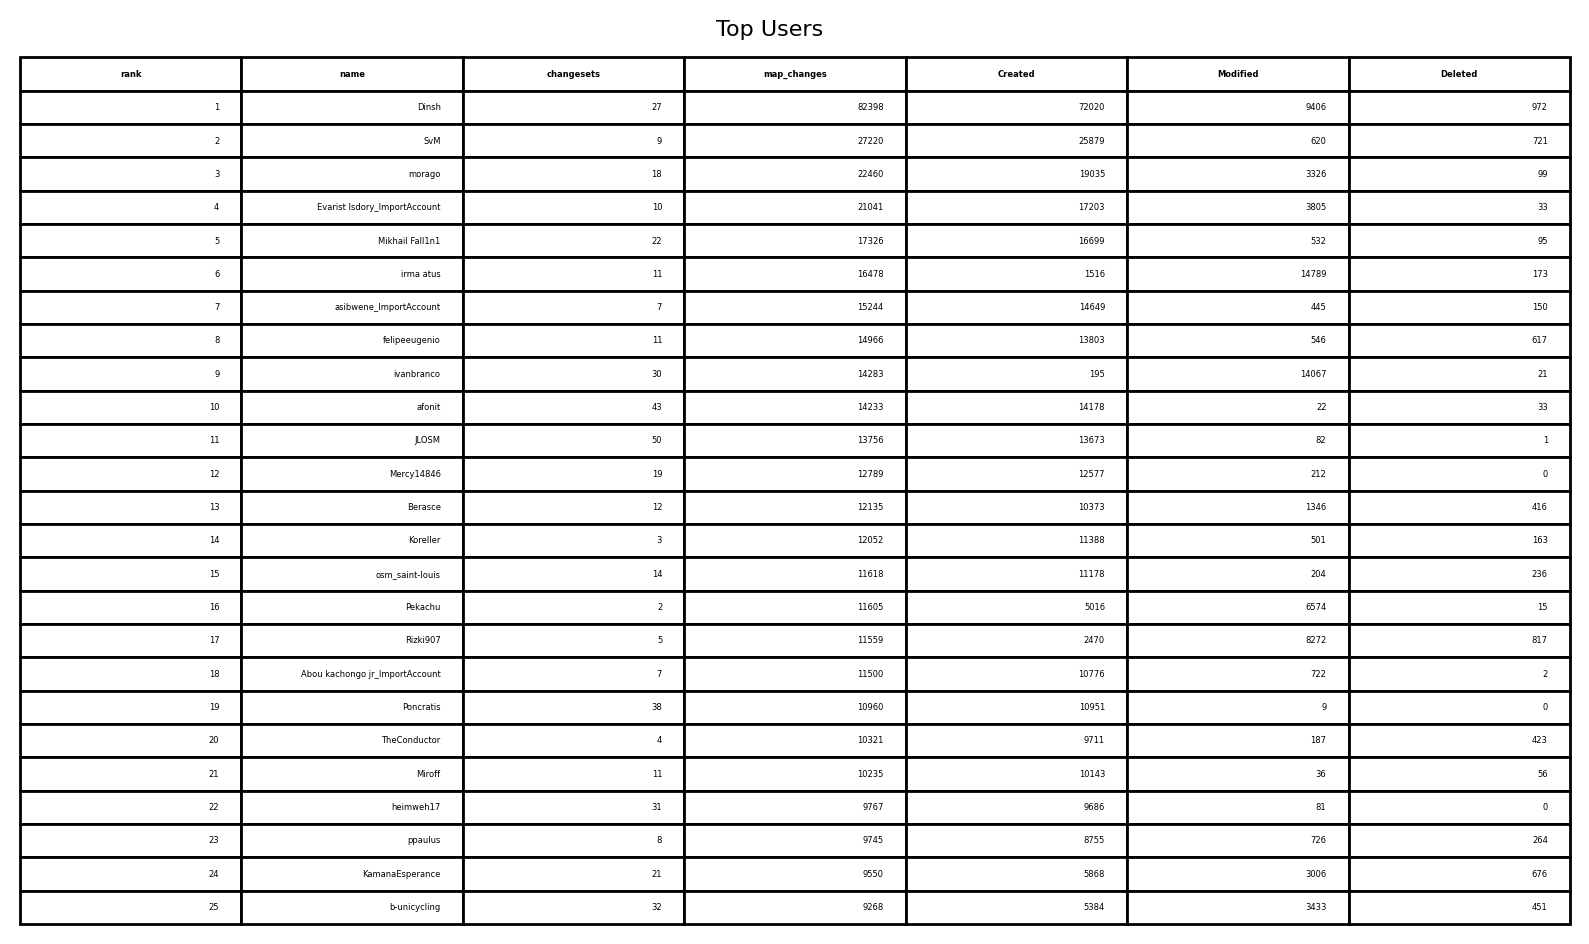 Top Users
rank name changesets map_changes Created Modified Deleted
1 Dinsh 27 82398 72020 9406 972
2 SvM 9 27220 25879 620 721
3 morago 18 22460 19035 3326 99
4 Evarist Isdory_ImportAccount 10 21041 17203 3805 33
5 Mikhail Fall1n1 22 17326 16699 532 95
6 irma atus 11 16478 1516 14789 173
7 asibwene_ImportAccount 7 15244 14649 445 150
8 felipeeugenio 11 14966 13803 546 617
9 ivanbranco 30 14283 195 14067 21
10 afonit 43 14233 14178 22 33
11 JLOSM 50 13756 13673 82 1
12 Mercy14846 19 12789 12577 212 0
13 Berasce 12 12135 10373 1346 416
14 Koreller 3 12052 11388 501 163
15 osm_saint-louis 14 11618 11178 204 236
16 Pekachu 2 11605 5016 6574 15
17 Rizki907 5 11559 2470 8272 817
18 Abou kachongo jr_ImportAccount 7 11500 10776 722 2
19 Poncratis 38 10960 10951 9 0
20 TheConductor 4 10321 9711 187 423
21 Miroff 11 10235 10143 36 56
22 heimweh17 31 9767 9686 81 0
23 ppaulus 8 9745 8755 726 264
24 KamanaEsperance 21 9550 5868 3006 676
25 b-unicycling 32 9268 5384 3433 451